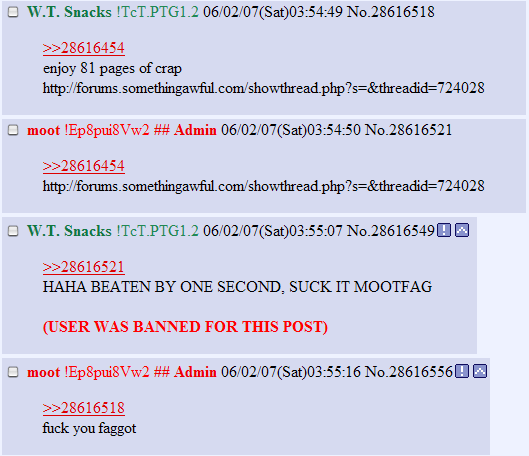 W.T. Snacks !TcT.PTG1.2 06/02/07(Sat)03:54:49 No.28616518
>>28616454
enjoy 81 pages of crap
http://forums.somethingawful.com/showthread.php?s=&threadid=724028
moot !Ep8pui8Vw2 ## Admin 06/02/07(Sat)03:54:50 No.28616521
>>28616454
http://forums.somethingawful.com/showthread.php?s=&threadid=724028
W.T. Snacks !TcT.PTG1.2 06/02/07(Sat)03:55:07 No.28616549
>>28616521
HAHA BEATEN BY ONE SECOND, SUCK IT MOOTFAG
(USER WAS BANNED FOR THIS POST)
moot !Ep8pui8Vw2 ## Admin 06/02/07(Sat)03:55:16 No.28616556
>>28616518
fuck you faggot